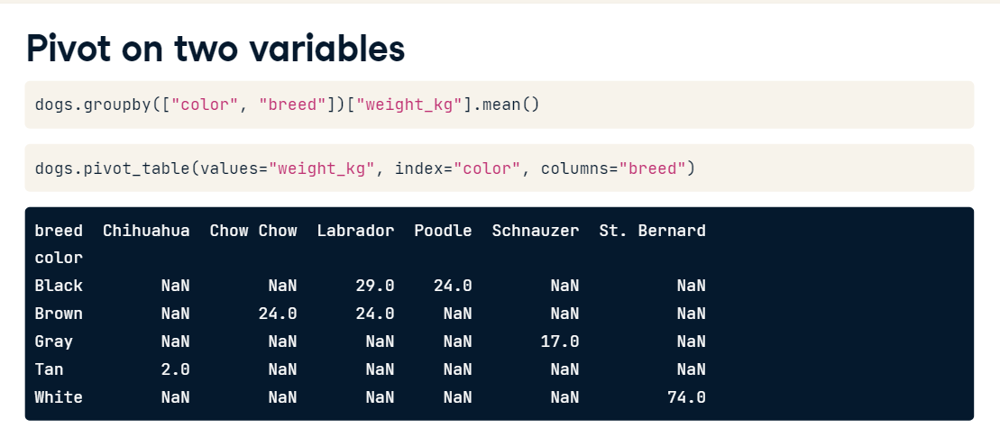 Pivot on two variables
dogs.groupby(["color", "breed"])["weight_kg"].mean()
dogs.pivot_table(values="weight_kg", index="color", columns="breed")
breed  Chihuahua  Chow Chow  Labrador  Poodle  Schnauzer  St. Bernard
color
Black        NaN        NaN      29.0    24.0        NaN          NaN
Brown        NaN       24.0      24.0     NaN        NaN          NaN
Gray         NaN        NaN       NaN     NaN       17.0          NaN
Tan          2.0        NaN       NaN     NaN        NaN          NaN
White        NaN        NaN       NaN     NaN        NaN         74.0